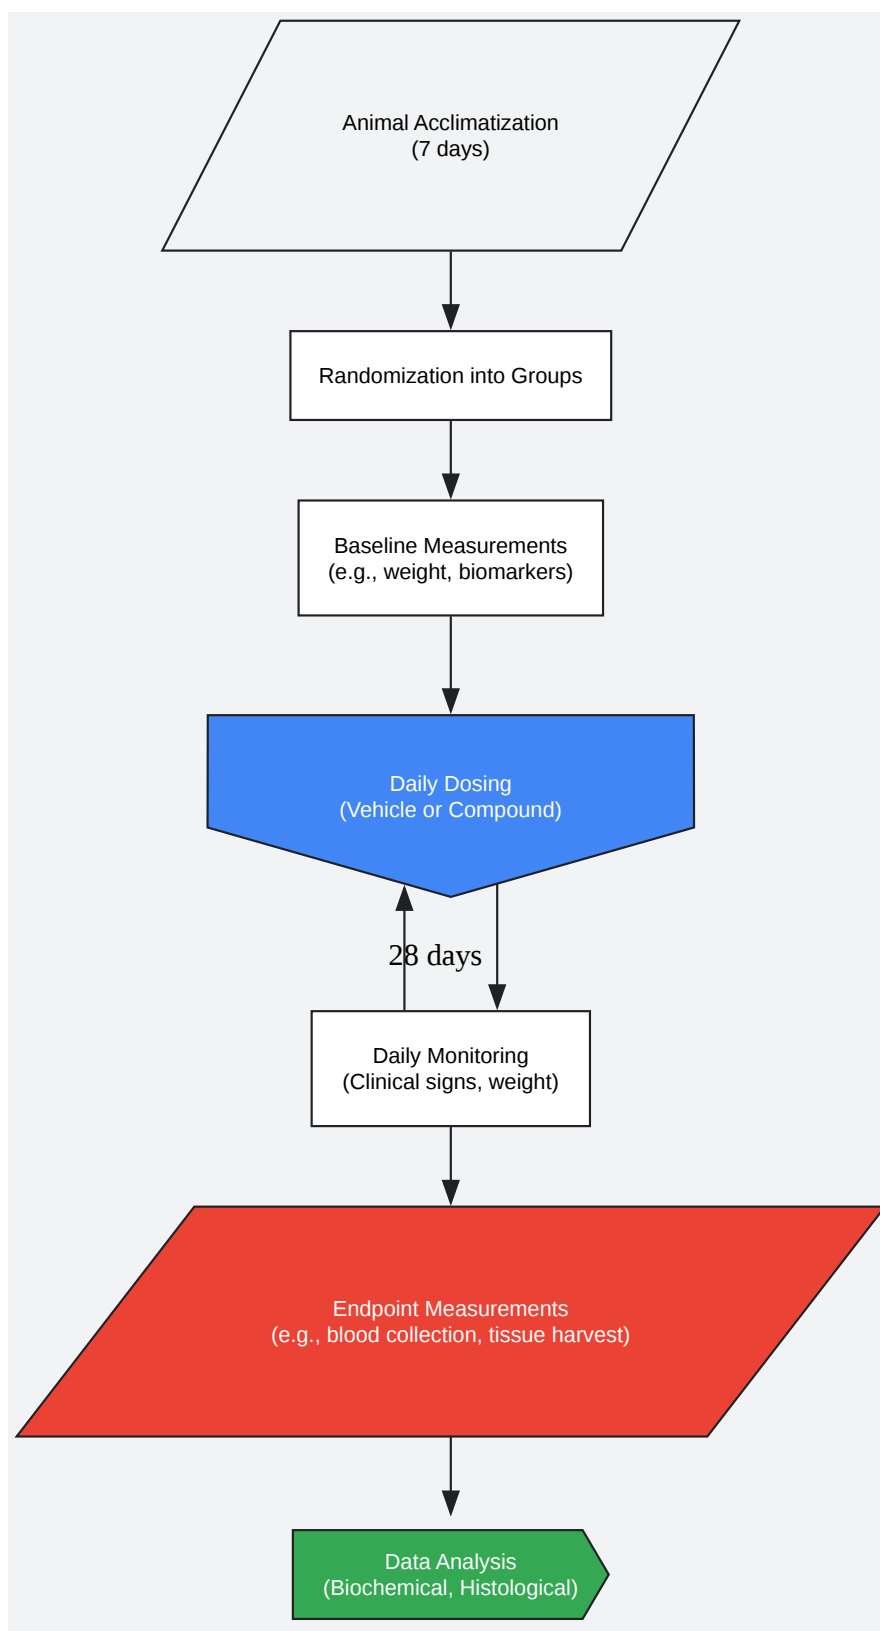 Animal Acclimatization
(7 days)
Randomization into Groups
Baseline Measurements
(e.g., weight, biomarkers)
Daily Dosing
(Vehicle or Compound)
28 days
Daily Monitoring
(Clinical signs, weight)
Endpoint Measurements
(e.g., blood collection, tissue harvest)
Data Analysis
(Biochemical, Histological)